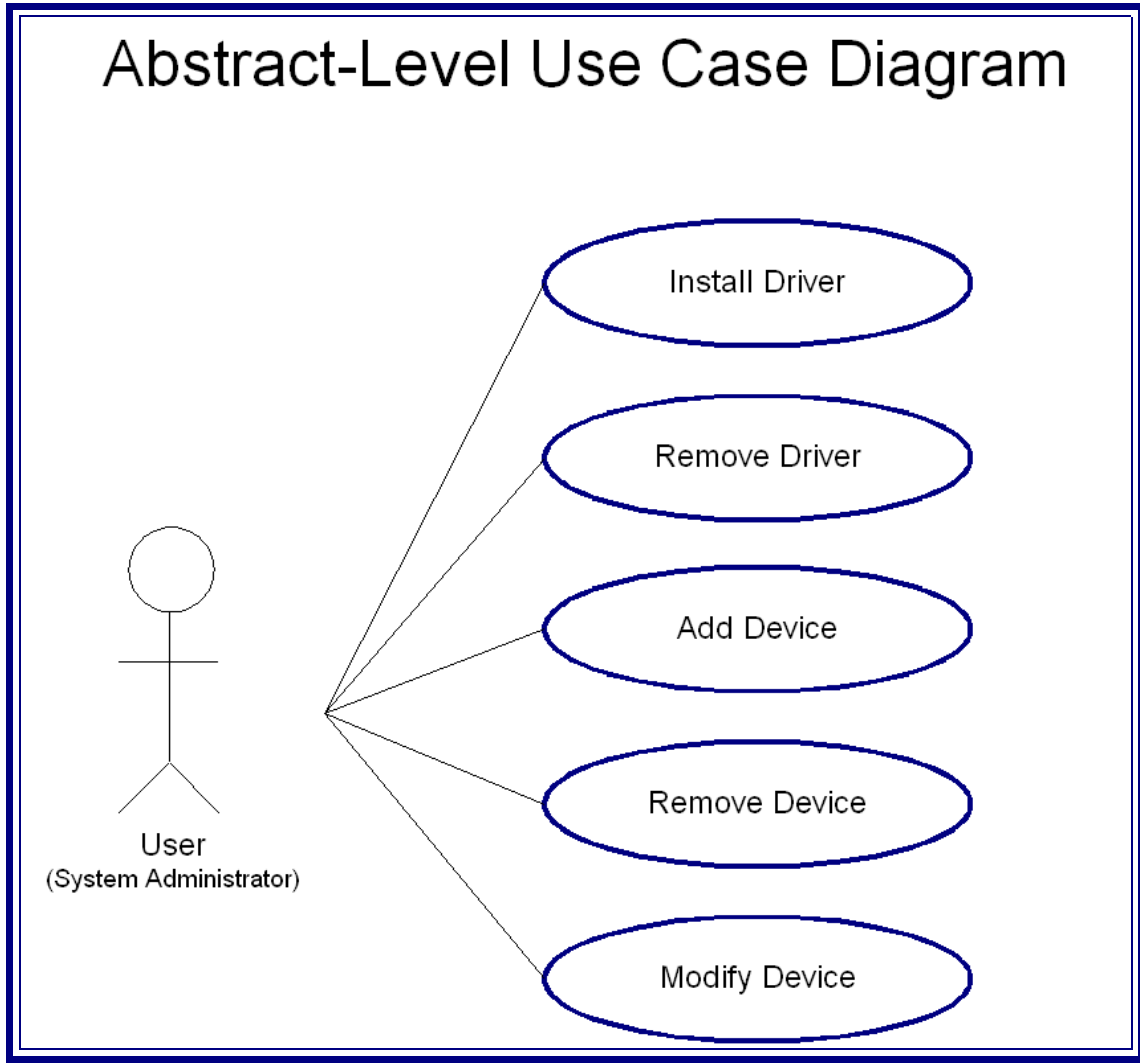 Abstract-Level Use Case Diagram
Install Driver
Remove Driver
Add Device
Remove Device
User
(System Administrator)
Modify Device